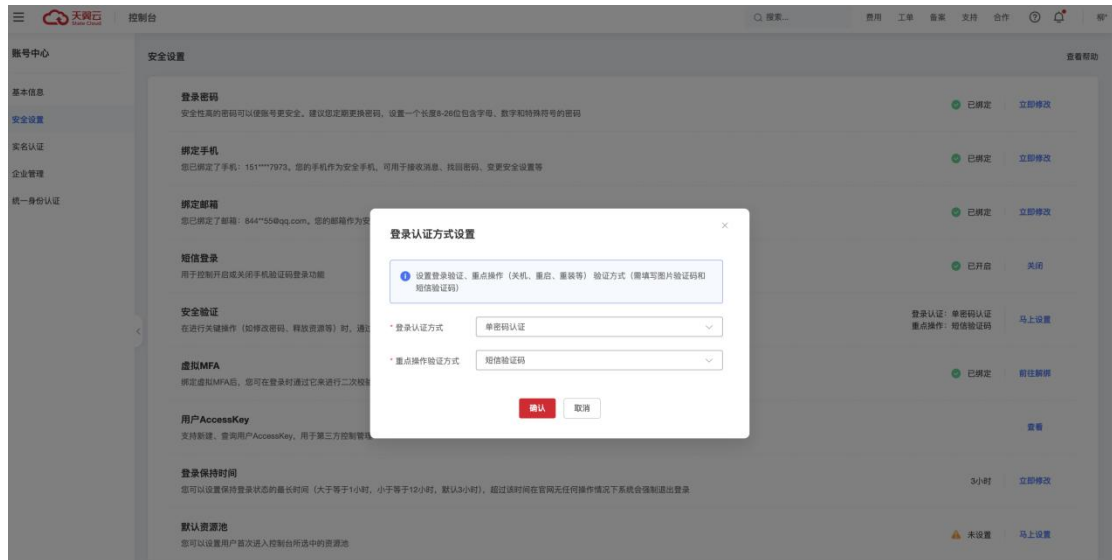 天翼云
State Cloud
控制台
搜索...
费用 工单 备案 支持 合作
账号中心
基本信息
安全设置
实名认证
企业管理
统一身份认证
安全设置
查看帮助
登录密码
安全性高的密码可以使账号更安全。建议您定期更换密码，设置一个长度8-26位包含字母、数字和特殊符号的密码
已绑定 立即修改
绑定手机
您已绑定了手机：151****7973。您的手机作为安全手机，可用于接收消息、找回密码、变更安全设置等
已绑定 立即修改
绑定邮箱
您已绑定了邮箱：844**55@qq.com。您的邮箱作为安
已绑定 立即修改
短信登录
用于控制开启或关闭手机验证码登录功能
已开启 关闭
安全验证
在进行关键操作（如修改密码、释放资源等）时，通过
登录认证：单密码认证
重点操作：短信验证码
马上设置
虚拟MFA
绑定虚拟MFA后，您可在登录时通过它来进行二次校验
已绑定 前往解绑
用户AccessKey
支持新建、查询用户AccessKey，用于第三方控制管理
查看
登录保持时间
您可以设置保持登录状态的最长时间（大于等于1小时，小于等于12小时，默认3小时），超过该时间在官网无任何操作情况下系统会强制退出登录
3小时 立即修改
默认资源池
您可以设置用户首次进入控制台所选中的资源池
未设置 马上设置
登录认证方式设置
设置登录验证、重点操作（关机、重启、重装等） 验证方式（需填写图片验证码和
短信验证码）
* 登录认证方式 单密码认证
* 重点操作验证方式 短信验证码
确认 取消